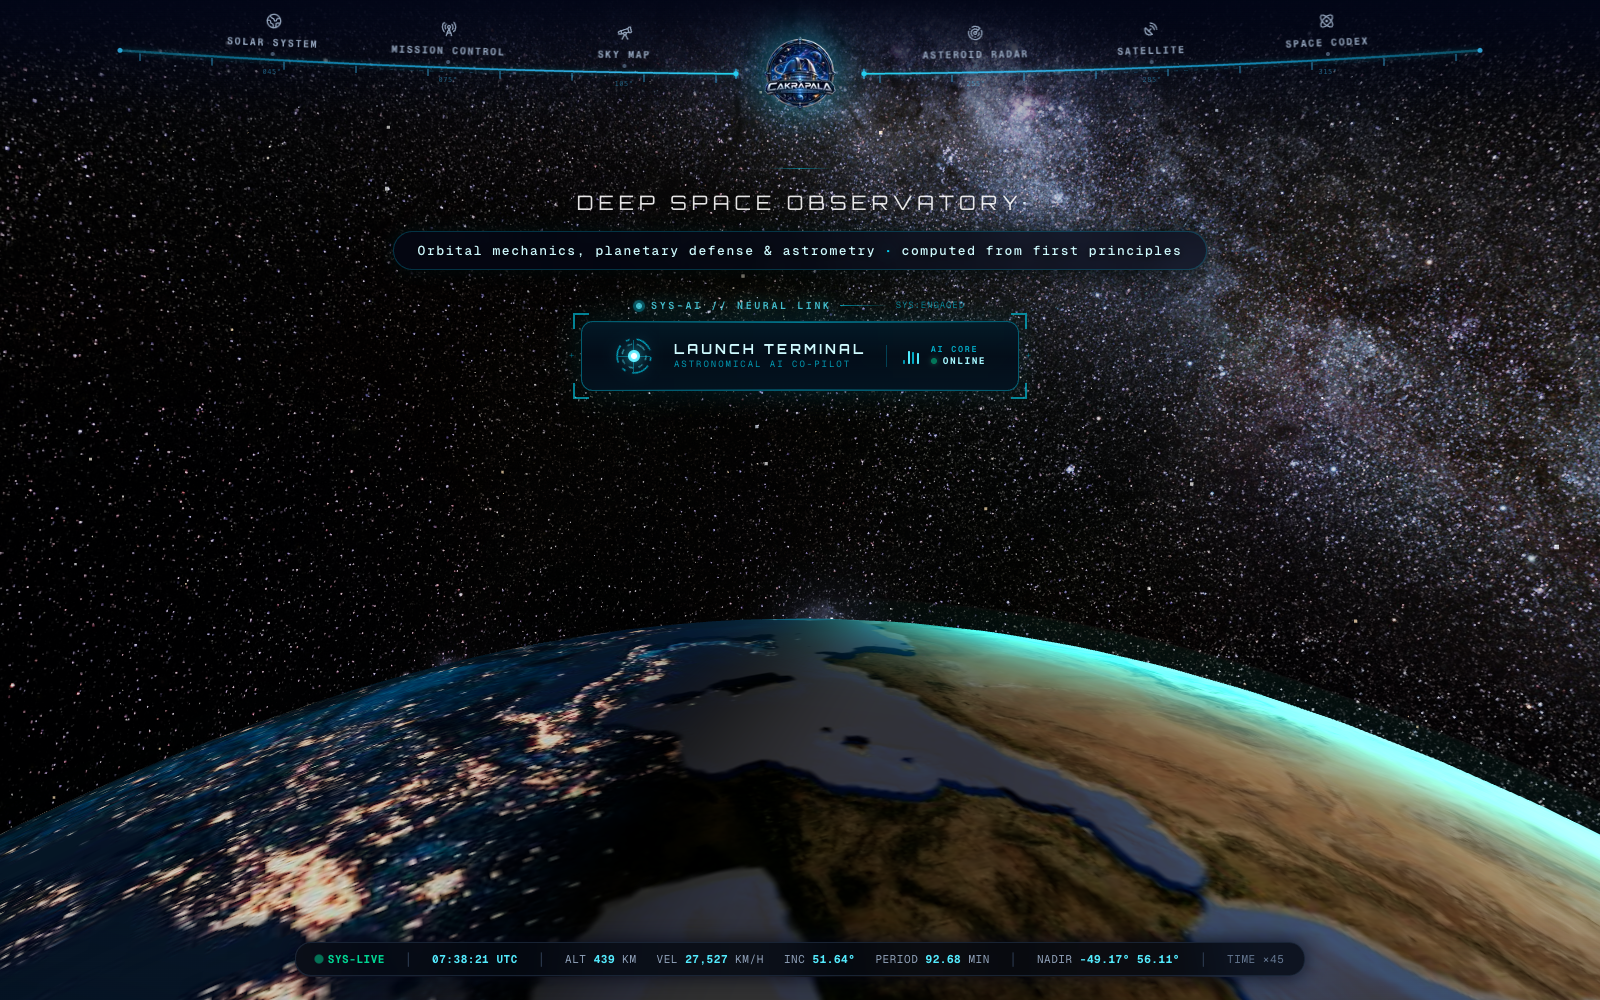 SOLAR SYSTEM
MISSION CONTROL
SKY MAP
CAKRAPALA
ASTEROID RADAR
SATELLITE
SPACE CODEX
DEEP SPACE OBSERVATORY
Orbital mechanics, planetary defense & astrometry · computed from first principles
SYS-AI // NEURAL LINK
SYS.ENGAGED
LAUNCH TERMINAL
ASTRONOMICAL AI CO-PILOT
AI CORE
ONLINE
SYS-LIVE
07:38:21 UTC
ALT 439 KM
VEL 27,527 KM/H
INC 51.64°
PERIOD 92.68 MIN
NADIR -49.17° 56.11°
TIME ×45